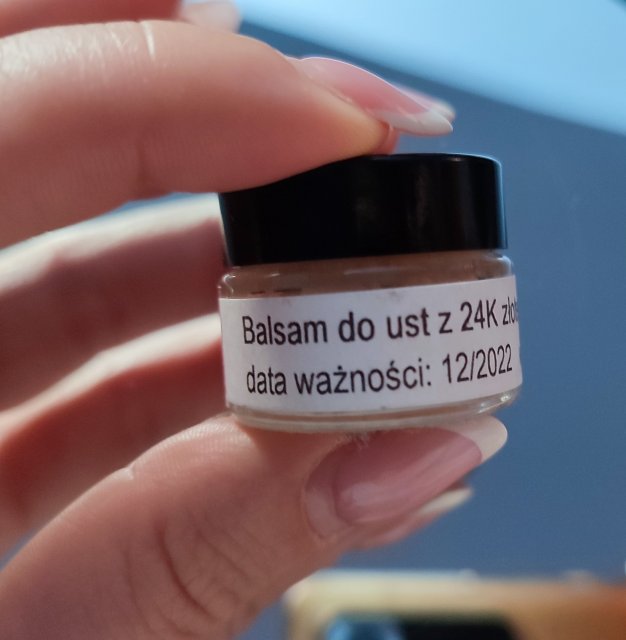 Balsam do ust z 24K
data ważności: 12/2022